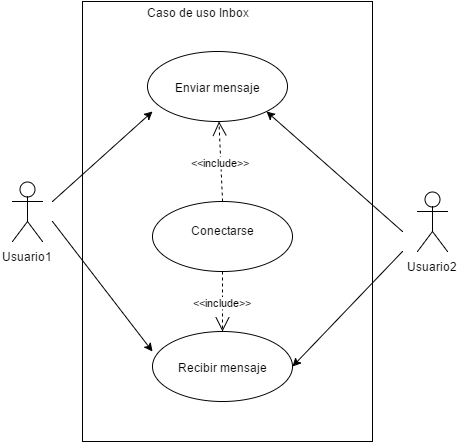 Caso de uso Inbox
Enviar mensaje
<<include>>
Conectarse
Usuario1
Usuario2
<<include>>
Recibir mensaje